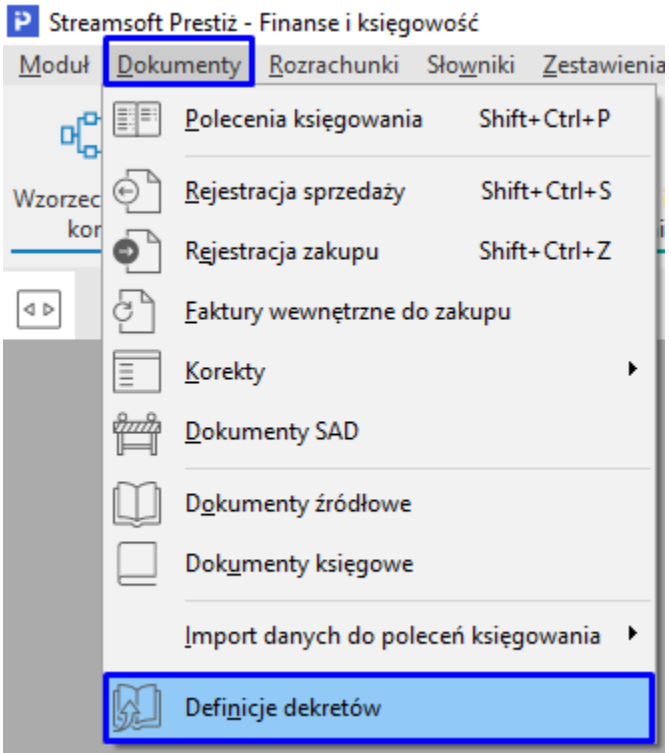 Streamsoft Prestiż - Finanse i księgowość
Moduł Dokumenty Rozrachunki Słowniki Zestawienia
Polecenia księgowania Shift+Ctrl+P
Wzorzec
kor
Rejestracja sprzedaży Shift+Ctrl+S
Rejestracja zakupu Shift+Ctrl+Z
Faktury wewnętrzne do zakupu
Korekty
Dokumenty SAD
Dokumenty źródłowe
Dokumenty księgowe
Import danych do poleceń księgowania
Definicje dekretów